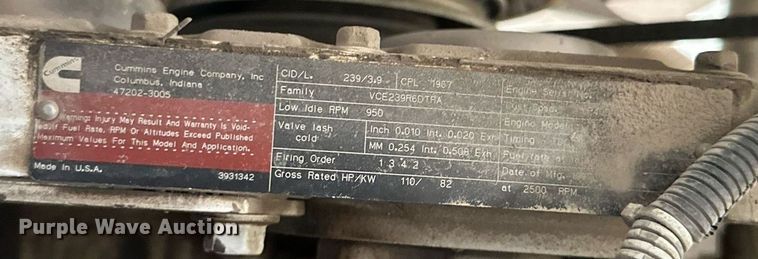 Cummins
Cummins Engine Company, Inc
Columbus, Indiana
47202-3005
Warning: Injury May Result And Warranty Is Void-
ed If Fuel Rate, RPM Or Altitudes Exceed Published
Maximum Values For This Model And Application.
Made In U.S.A.
3931342
CID/L. 239/3.9 CPL 1967 Engine Serial
Family VCE239R6DTRA
Low Idle RPM 950 Engine Model
Valve lash cold Inch 0.010 Int. 0.020 Exh Timing
MM 0.254 Int. 0.508 Exh Fuel rate at
Firing Order 1 3 4 2 Date of Mfg.
Gross Rated HP/KW 110/ 82 at 2500 RPM
Purple Wave Auction